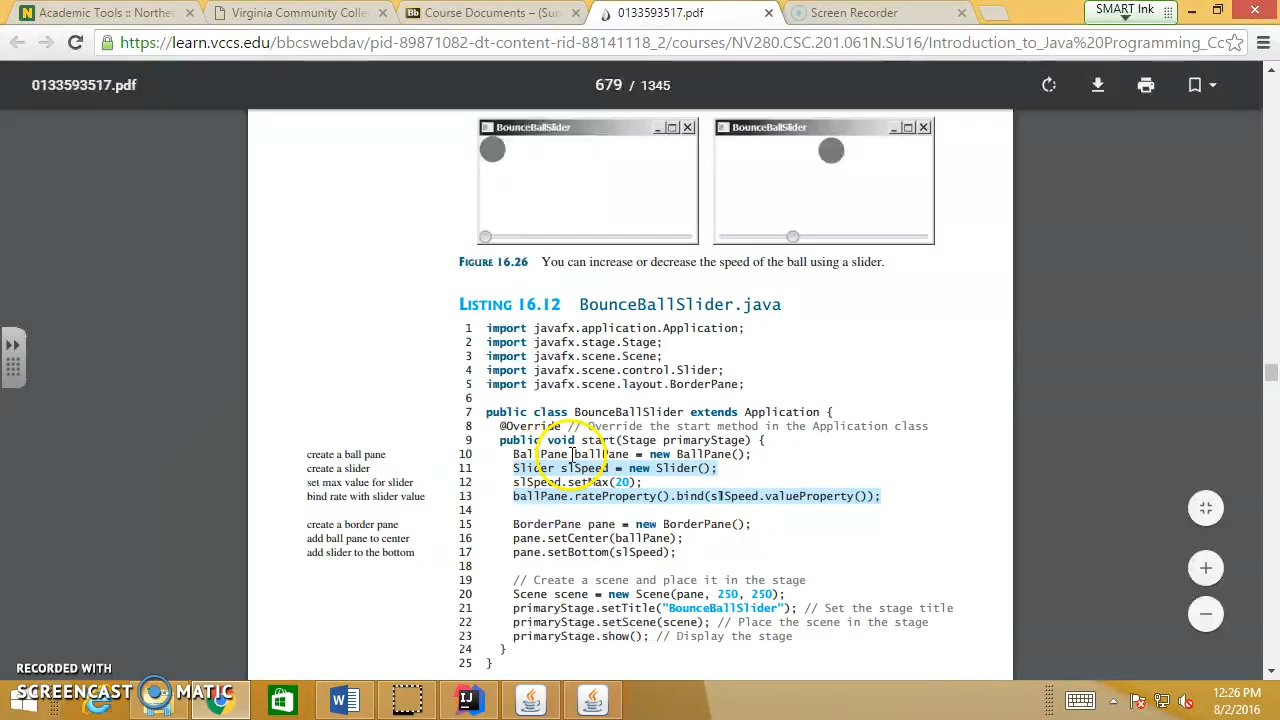 Academic Tools - Northe
Virginia Community Colle
Bb Course Documents – (Su
0133593517.pdf
Screen Recorder
SMART Ink
https://learn.vccs.edu/bbcswebdav/pid-89871082-dt-content-rid-88141118_2/courses/NV280.CSC.201.061N.SU16/Introduction_to_Java%20Programming_Co
0133593517.pdf
679 / 1345
BounceBallSlider
BounceBallSlider
FIGURE 16.26 You can increase or decrease the speed of the ball using a slider.
LISTING 16.12 BounceBallSlider.java
1 import javafx.application.Application;
2 import javafx.stage.Stage;
3 import javafx.scene.Scene;
4 import javafx.scene.control.Slider;
5 import javafx.scene.layout.BorderPane;
6
7 public class BounceBallSlider extends Application {
8 @Override // Override the start method in the Application class
9 public void start(Stage primaryStage) {
create a ball pane 10 BallPane ballPane = new BallPane();
create a slider 11 Slider slSpeed = new Slider();
set max value for slider 12 slSpeed.setMax(20);
bind rate with slider value 13 ballPane.rateProperty().bind(slSpeed.valueProperty());
14
create a border pane 15 BorderPane pane = new BorderPane();
add ball pane to center 16 pane.setCenter(ballPane);
add slider to the bottom 17 pane.setBottom(slSpeed);
18
19 // Create a scene and place it in the stage
20 Scene scene = new Scene(pane, 250, 250);
21 primaryStage.setTitle("BounceBallSlider"); // Set the stage title
22 primaryStage.setScene(scene); // Place the scene in the stage
23 primaryStage.show(); // Display the stage
24 }
25 }
RECORDED WITH
SCREENCAST MATIC
12:26 PM
8/2/2016